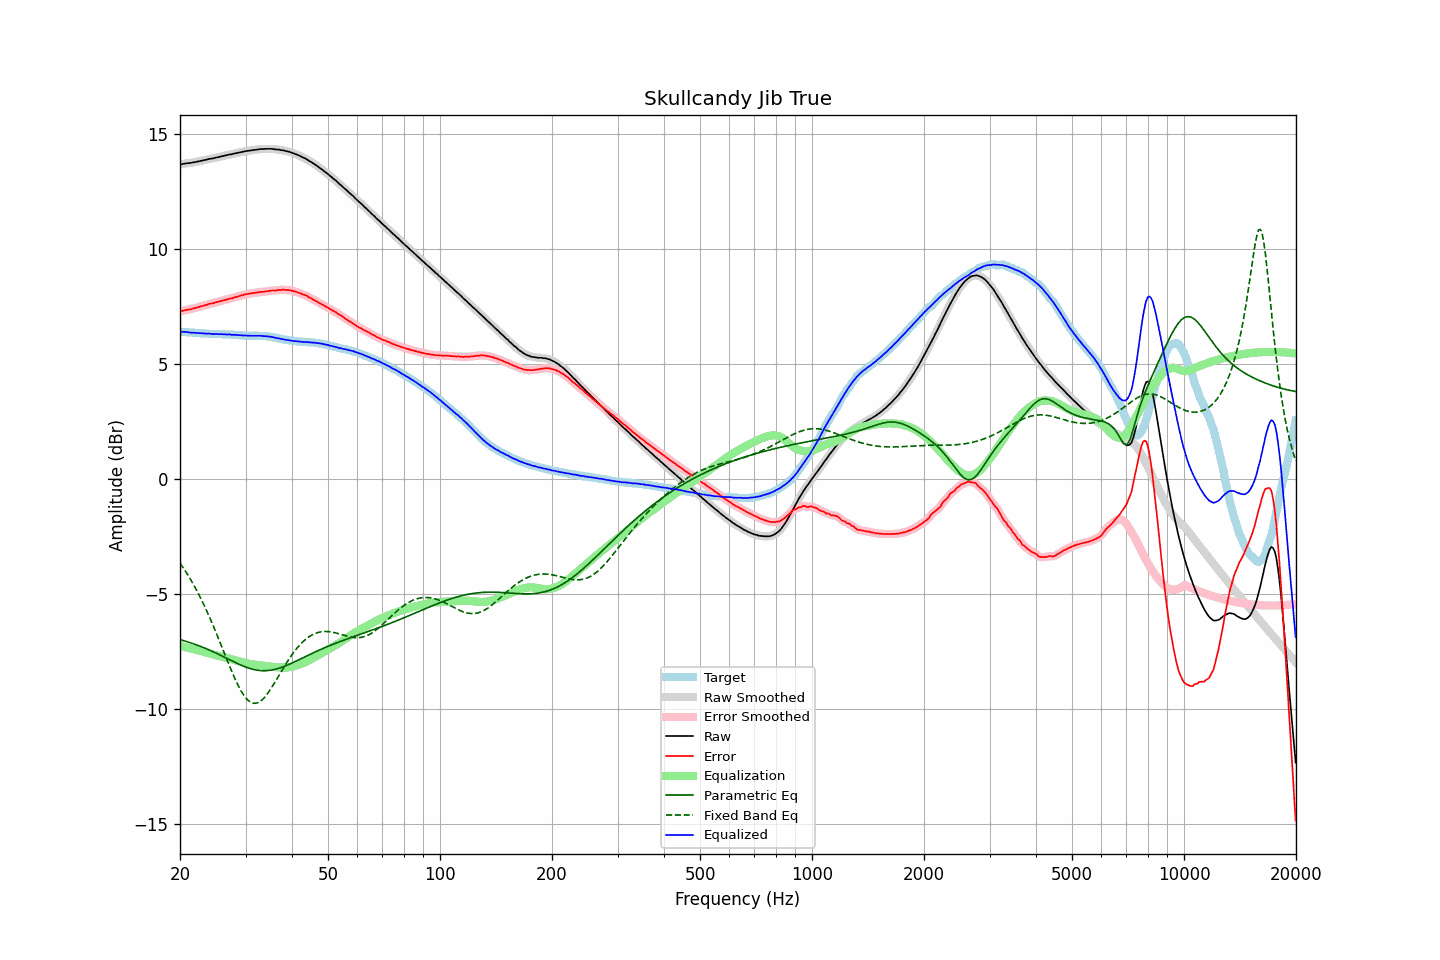 Skullcandy Jib True
Amplitude (dBr)
15
10
5
0
−5
−10
−15
Target
Raw Smoothed
Error Smoothed
Raw
Error
Equalization
Parametric Eq
Fixed Band Eq
Equalized
20 50 100 200 500 1000 2000 5000 10000 20000
Frequency (Hz)